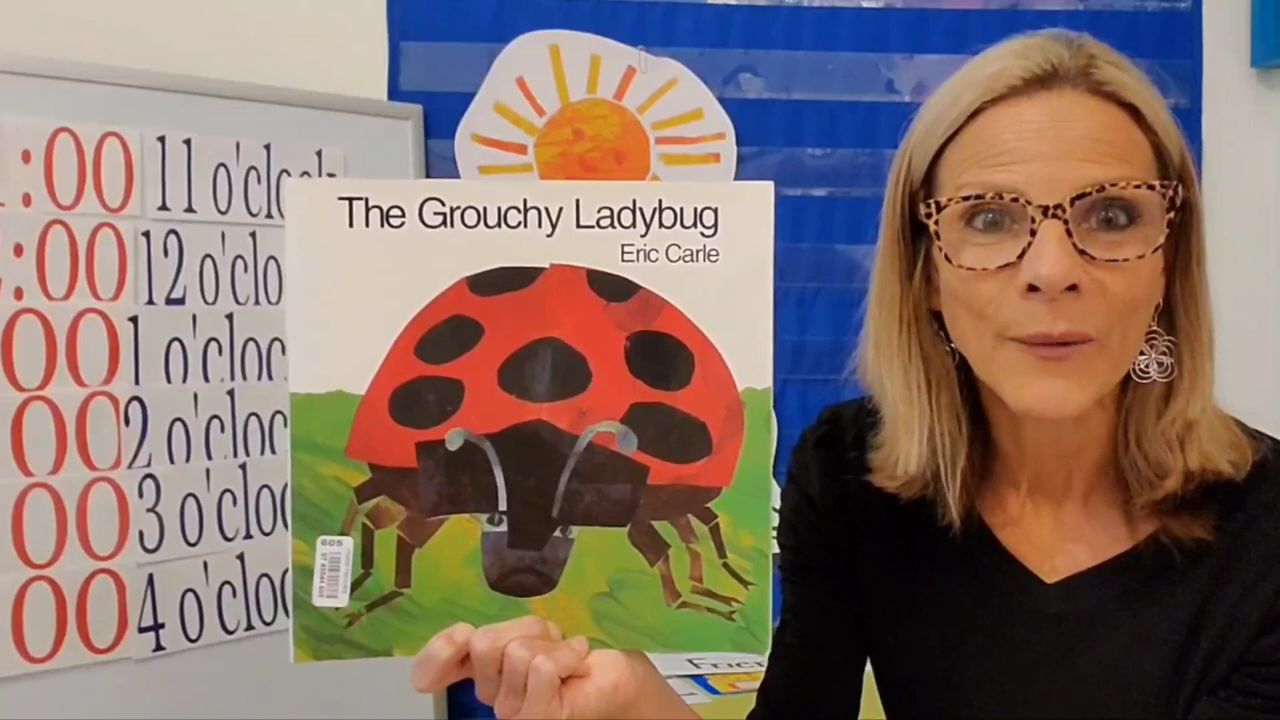 :00 11 o'clock
:00 12 o'clo
00 1 o'cloc
00 2 o'cloc
00 3 o'cloc
00 4 o'cloc
The Grouchy Ladybug
Eric Carle
605